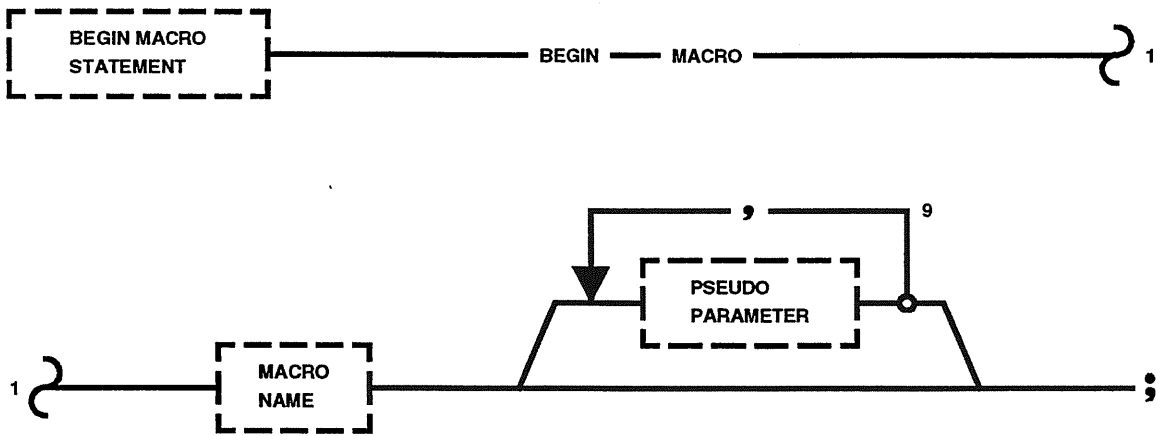 BEGIN MACRO
STATEMENT
BEGIN MACRO
1
,
9
PSEUDO
PARAMETER
1
MACRO
NAME
;